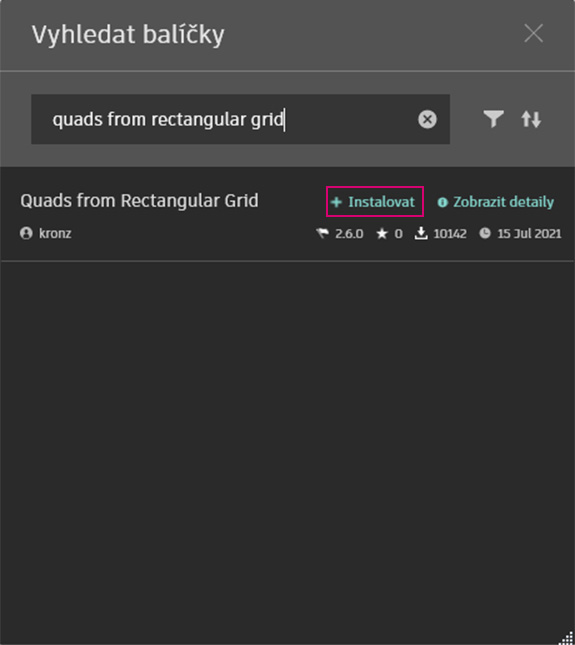 Vyhledat balíčky
quads from rectangular grid
Quads from Rectangular Grid
Instalovat
Zobrazit detaily
kronz
2.6.0
0
10142
15 Jul 2021